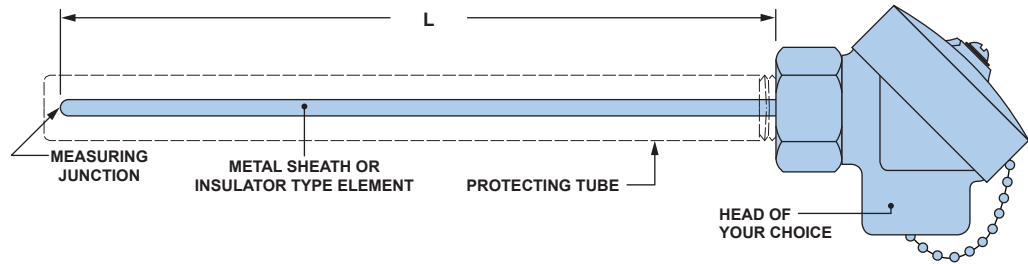 L
MEASURING
JUNCTION
METAL SHEATH OR
INSULATOR TYPE ELEMENT
PROTECTING TUBE
HEAD OF
YOUR CHOICE